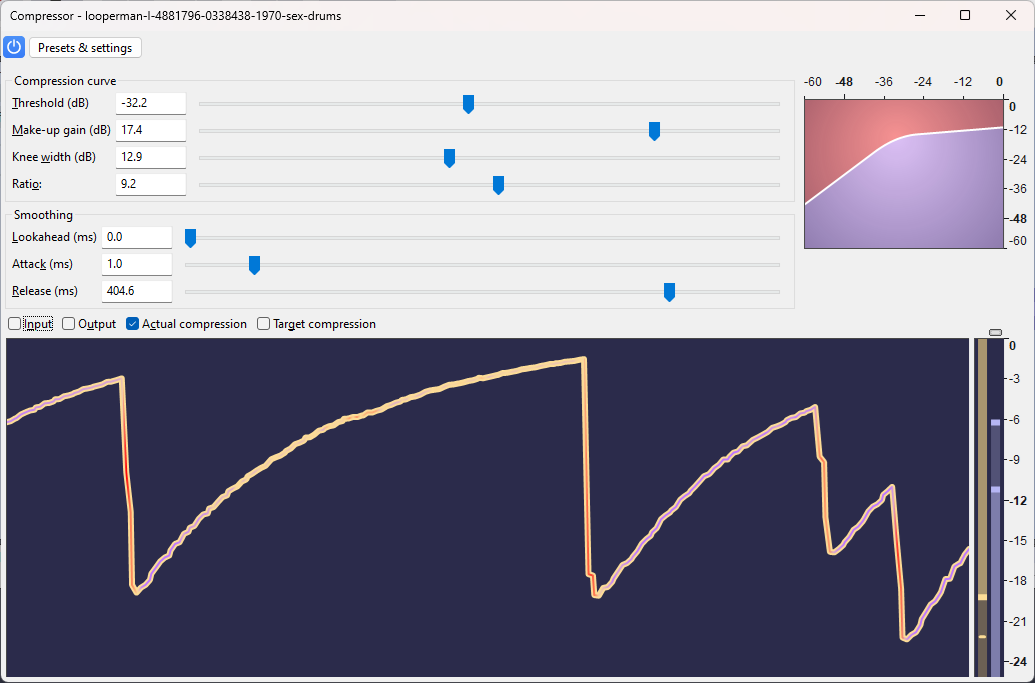 Compressor - looperman-l-4881796-0338438-1970-sex-drums
Presets & settings
Compression curve
Threshold (dB) -32.2
Make-up gain (dB) 17.4
Knee width (dB) 12.9
Ratio: 9.2
-60 -48 -36 -24 -12 0
0
-12
-24
-36
-48
-60
Smoothing
Lookahead (ms) 0.0
Attack (ms) 1.0
Release (ms) 404.6
Input Output Actual compression Target compression
0
-3
-6
-9
-12
-15
-18
-21
-24